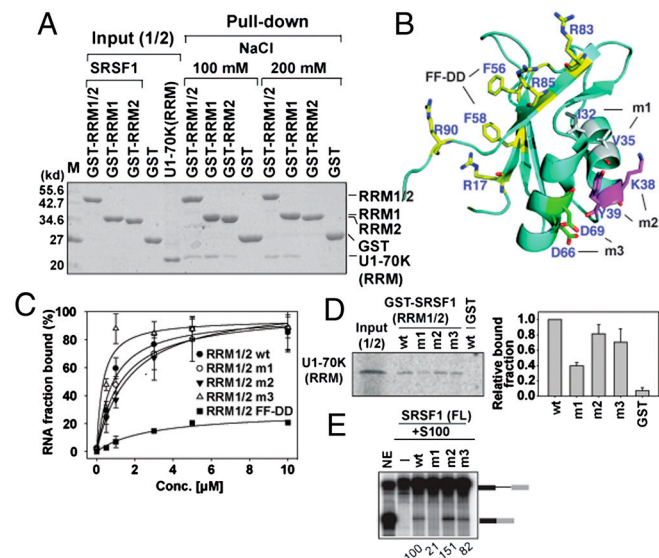 A
Input (1/2)
Pull-down
NaCl
SRSF1
100 mM
200 mM
M
GST-RRM1/2
GST-RRM1
GST-RRM2
GST
U1-70K(RRM)
GST-RRM1/2
GST-RRM1
GST-RRM2
GST
GST-RRM1/2
GST-RRM1
GST-RRM2
GST
(kd)
55.6
42.7
34.6
27
20
RRM1/2
RRM1
RRM2
GST
U1-70K
(RRM)
B
R83
F56
FF-DD
R85
I32
m1
F58
V35
R90
K38
R17
Y39
m2
D69
m3
D66
C
RNA fraction bound (%)
100
80
60
40
20
0
RRM1/2 wt
RRM1/2 m1
RRM1/2 m2
RRM1/2 m3
RRM1/2 FF-DD
0 2 4 6 8 10
Conc. [µM]
D
GST-SRSF1
(RRM1/2)
Input
(1/2)
wt m1 m2 m3 wt GST
U1-70K
(RRM)
Relative bound
fraction
1.0
0.8
0.6
0.4
0.2
0.0
wt
m1
m2
m3
GST
E
SRSF1 (FL)
+S100
NE
–
wt
m1
m2
m3
100
21
151
82